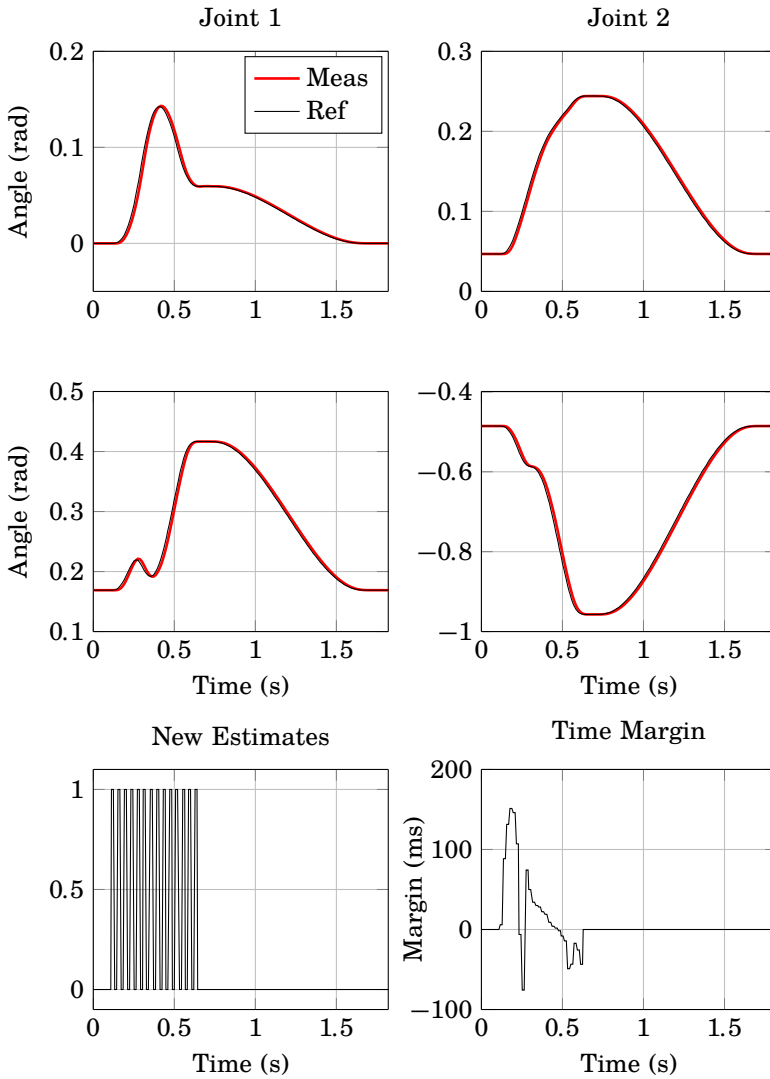 Joint 1
Joint 2
Angle (rad)
0.2
0.1
0
Meas
Ref
0 0.5 1 1.5
0.3
0.2
0.1
0
0 0.5 1 1.5
Angle (rad)
0.5
0.4
0.3
0.2
0.1
0 0.5 1 1.5
Time (s)
−0.4
−0.6
−0.8
−1
0 0.5 1 1.5
Time (s)
New Estimates
1
0.5
0
0 0.5 1 1.5
Time (s)
Time Margin
Margin (ms)
200
100
0
−100
0 0.5 1 1.5
Time (s)